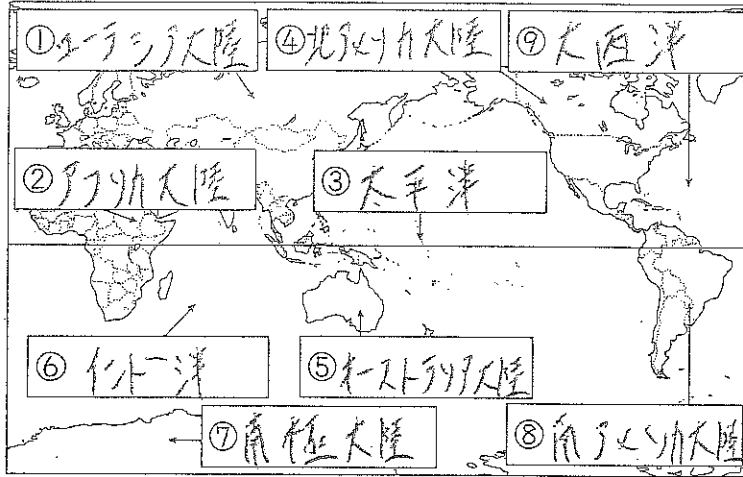 ①ユーラシア大陸
④北アメリカ大陸
⑨大西洋
②アフリカ大陸
③太平洋
⑥インド洋
⑤オーストラリア大陸
⑦南極大陸
⑧南アメリカ大陸